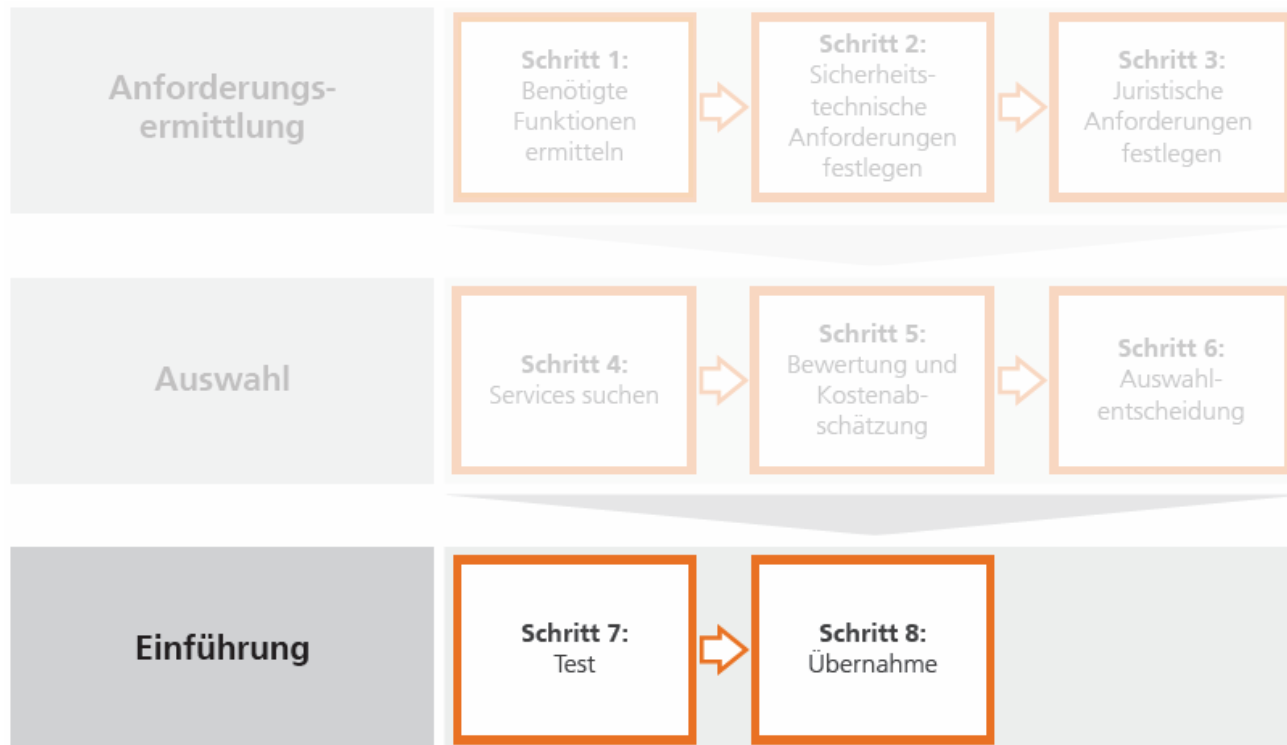 Anforderungs-
ermittlung
Schritt 1:
Benötigte
Funktionen
ermitteln
Schritt 2:
Sicherheits-
technische
Anforderungen
festlegen
Schritt 3:
Juristische
Anforderungen
festlegen
Auswahl
Schritt 4:
Services suchen
Schritt 5:
Bewertung und
Kostenab-
schätzung
Schritt 6:
Auswahl-
entscheidung
Einführung
Schritt 7:
Test
Schritt 8:
Übernahme